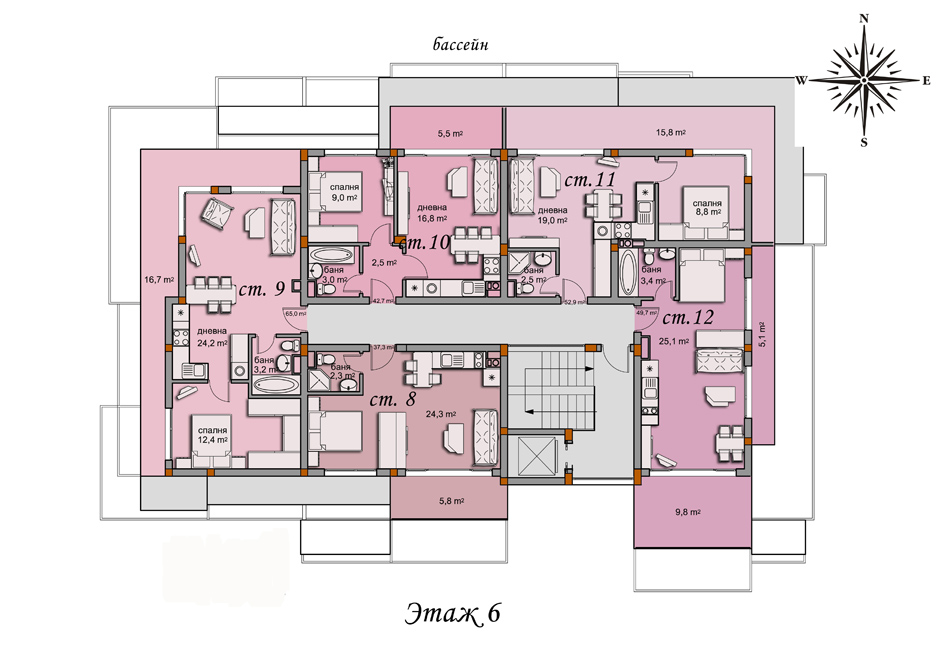 бассейн
N
W
E
S
5,5 m²
15,8 m²
спалня
9,0 m²
дневна
16,8 m²
ст.10
2,5 m²
баня
3,0 m²
42,7 m²
ст.11
дневна
19,0 m²
спалня
8,8 m²
баня
2,5 m²
52,9 m²
баня
3,4 m²
49,7 m²
ст.12
25,1 m²
5,1 m²
9,8 m²
16,7 m²
ст. 9
65,0 m²
дневна
24,2 m²
баня
3,2 m²
спалня
12,4 m²
37,3 m²
баня
2,3 m²
ст. 8
24,3 m²
5,8 m²
Этаж 6